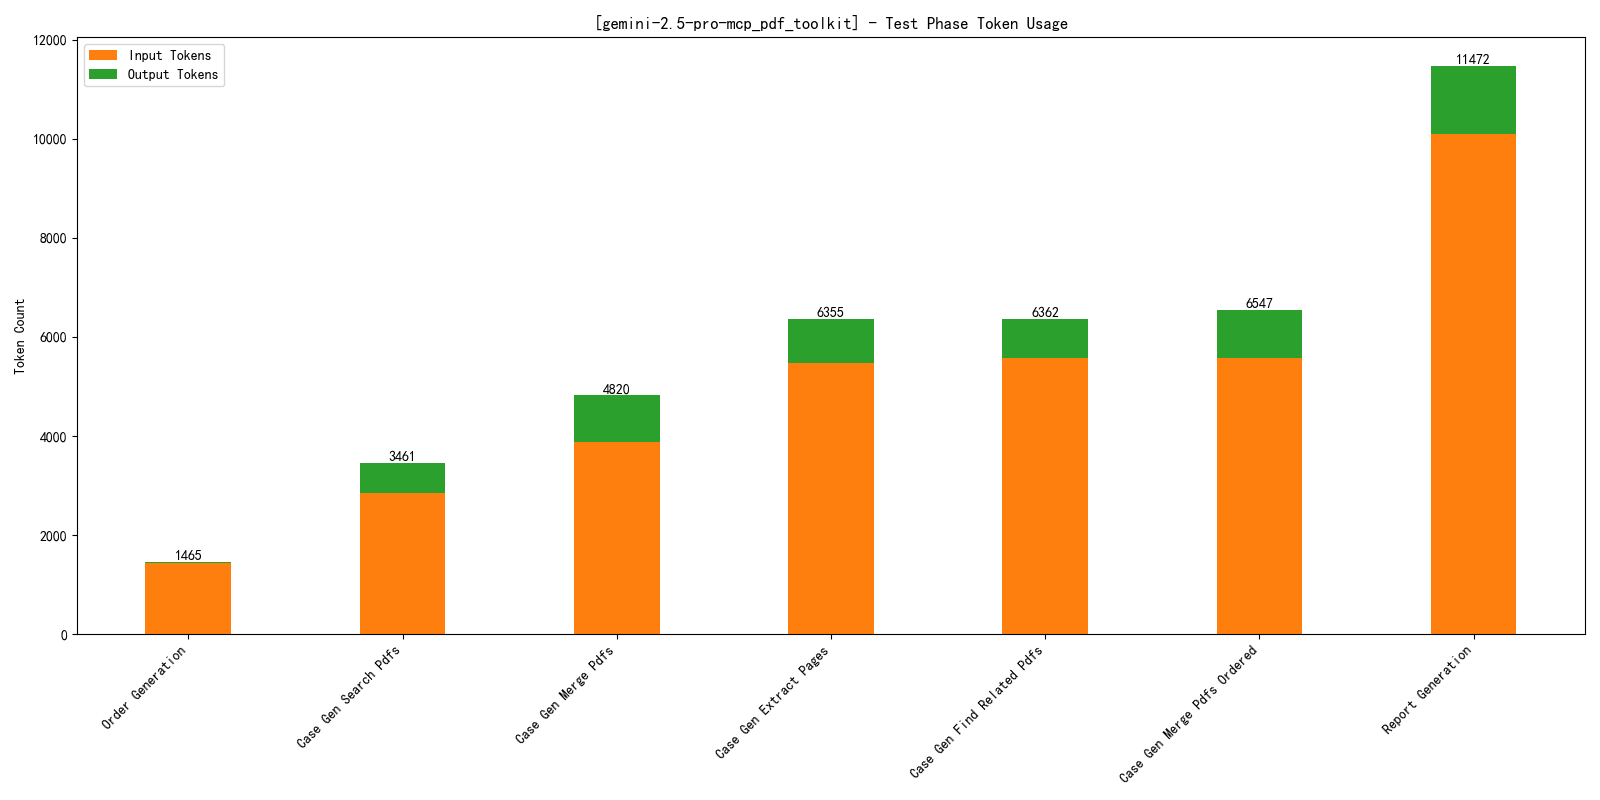 [gemini-2.5-pro-mcp_pdf_toolkit] - Test Phase Token Usage
Input Tokens
Output Tokens
Token Count
12000
10000
8000
6000
4000
2000
0
1465
3461
4820
6355
6362
6547
11472
Order Generation
Case Gen Search Pdfs
Case Gen Merge Pdfs
Case Gen Extract Pages
Case Gen Find Related Pdfs
Case Gen Merge Pdfs Ordered
Report Generation